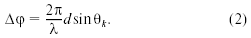 Δφ = 2π/λ d sin θ_k. (2)